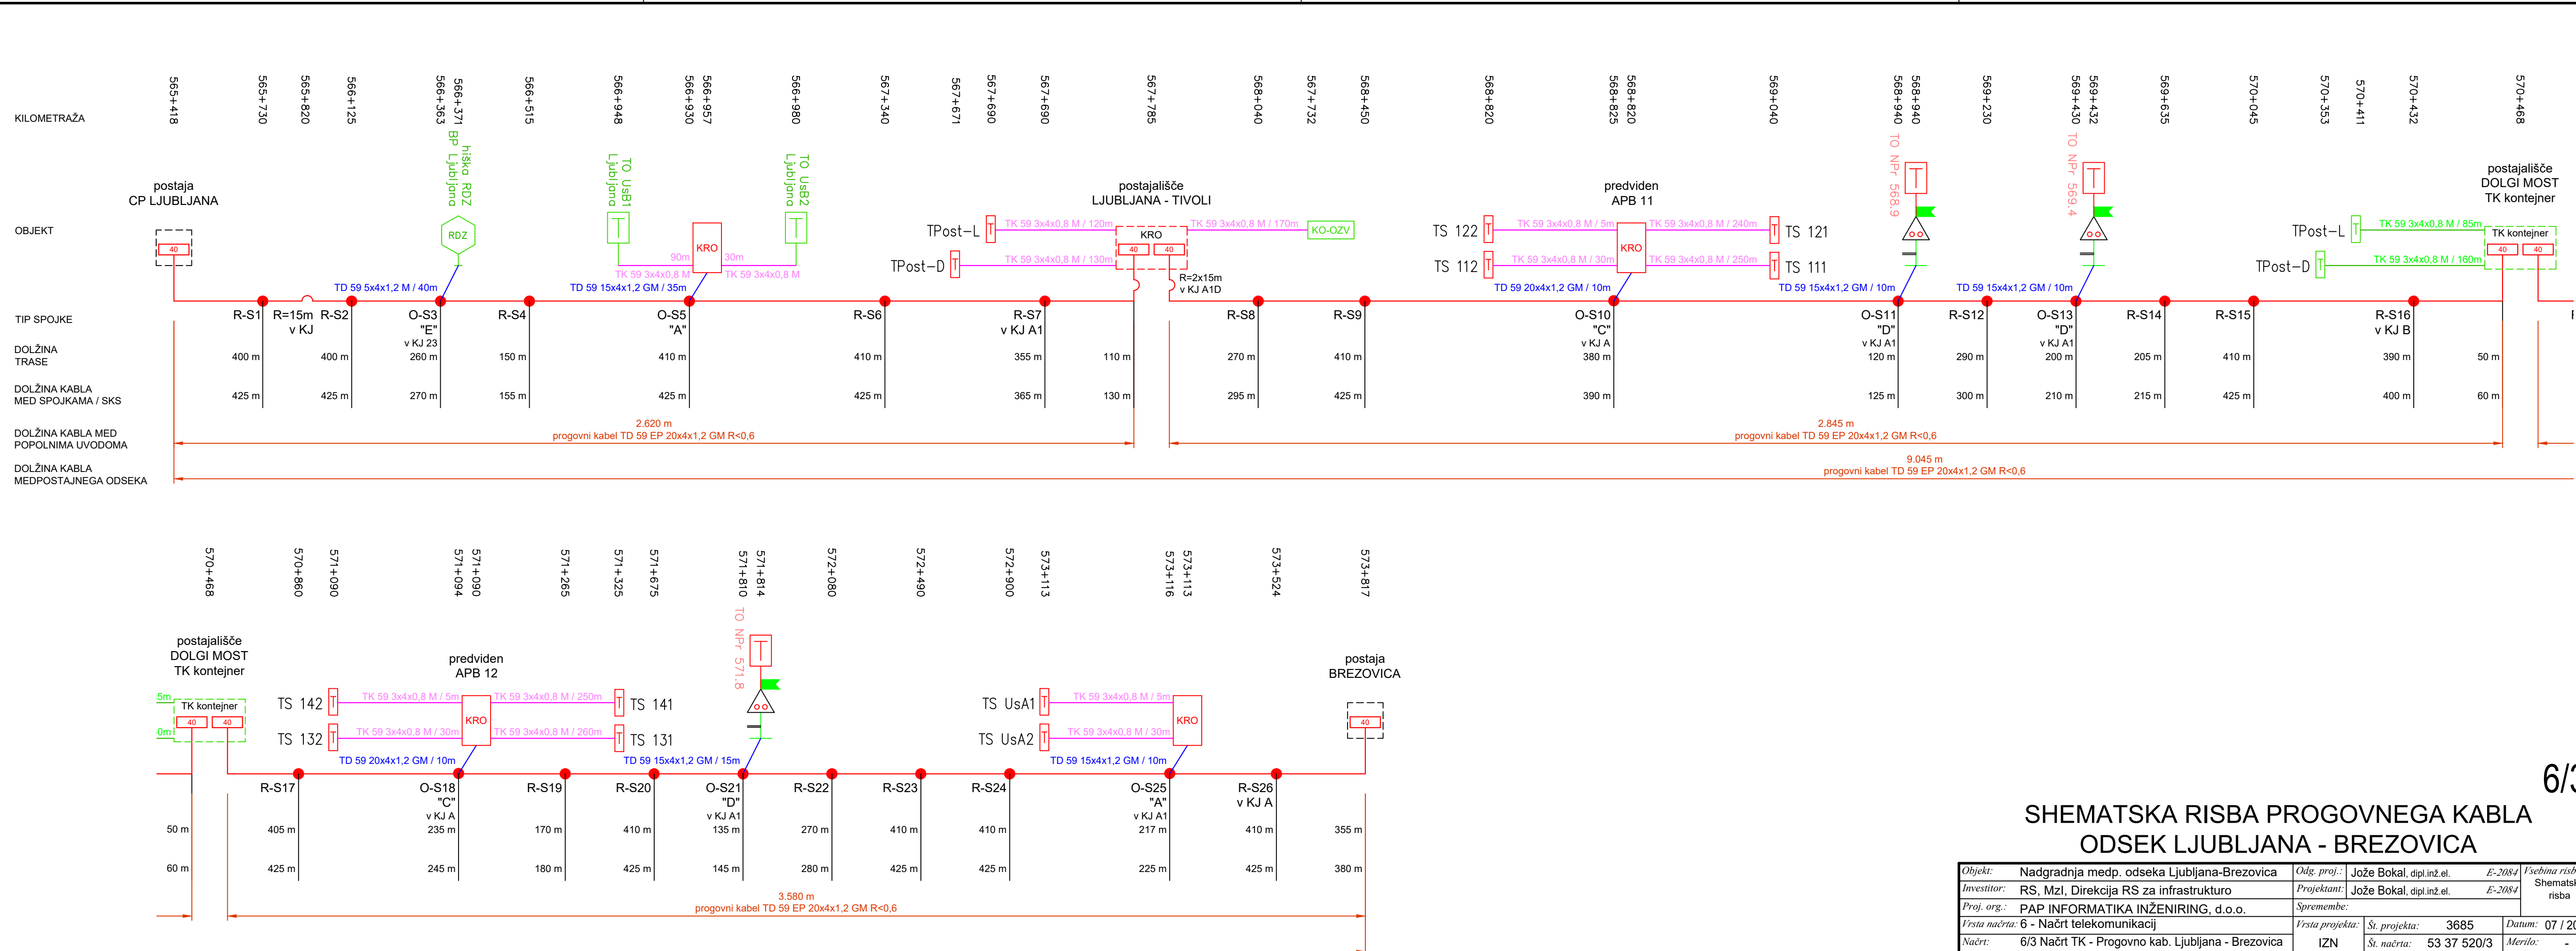 KILOMETRAŽA
565+418
565+730
565+820
566+125
566+363
566+371
566+515
566+948
566+930
566+957
566+980
567+340
567+671
567+690
567+690
567+785
568+040
567+732
568+450
568+820
568+825
568+820
569+040
568+940
568+940
569+230
569+430
569+432
569+635
570+045
570+353
570+411
570+432
570+468
hiška RDZ
BP Ljubljana
TO UsB1
Ljubljana
TO UsB2
Ljubljana
TO NPr 568.9
TO NPr 569.4
OBJEKT
postaja
CP LJUBLJANA
40
RDZ
KRO
90m
30m
TK 59 3x4x0,8 M
TK 59 3x4x0,8 M
postajališče
LJUBLJANA - TIVOLI
TPost-L
T
TK 59 3x4x0,8 M / 120m
KRO
40
40
TK 59 3x4x0,8 M / 170m
KO-OZV
TPost-D
T
TK 59 3x4x0,8 M / 130m
R=2x15m
v KJ A1D
predviden
APB 11
TS 122
T
TK 59 3x4x0,8 M / 5m
KRO
TK 59 3x4x0,8 M / 240m
T
TS 121
TS 112
T
TK 59 3x4x0,8 M / 30m
TK 59 3x4x0,8 M / 250m
T
TS 111
postajališče
DOLGI MOST
TK kontejner
TPost-L
T
TK 59 3x4x0,8 M / 85m
TK kontejner
40
40
TPost-D
T
TK 59 3x4x0,8 M / 160m
TD 59 5x4x1,2 M / 40m
TD 59 15x4x1,2 GM / 35m
TD 59 20x4x1,2 GM / 10m
TD 59 15x4x1,2 GM / 10m
TD 59 15x4x1,2 GM / 10m
TIP SPOJKE
R-S1
R=15m
v KJ
R-S2
O-S3
"E"
v KJ 23
R-S4
O-S5
"A"
R-S6
R-S7
v KJ A1
R-S8
R-S9
O-S10
"C"
v KJ A
O-S11
"D"
v KJ A1
R-S12
O-S13
"D"
v KJ A1
R-S14
R-S15
R-S16
v KJ B
DOLŽINA
TRASE
400 m
400 m
260 m
150 m
410 m
410 m
355 m
110 m
270 m
410 m
380 m
120 m
290 m
200 m
205 m
410 m
390 m
50 m
DOLŽINA KABLA
MED SPOJKAMA / SKS
425 m
425 m
270 m
155 m
425 m
425 m
365 m
130 m
295 m
425 m
390 m
125 m
300 m
210 m
215 m
425 m
400 m
60 m
DOLŽINA KABLA MED
POPOLNIMA UVODOMA
2.620 m
progovni kabel TD 59 EP 20x4x1,2 GM R<0,6
2.845 m
progovni kabel TD 59 EP 20x4x1,2 GM R<0,6
DOLŽINA KABLA
MEDPOSTAJNEGA ODSEKA
9.045 m
progovni kabel TD 59 EP 20x4x1,2 GM R<0,6
570+468
570+860
571+090
571+094
571+090
571+265
571+325
571+675
571+810
571+814
572+080
572+490
572+900
573+113
573+116
573+113
573+524
573+817
TO NPr 571.8
postajališče
DOLGI MOST
TK kontejner
5m
TK kontejner
40
40
0m
predviden
APB 12
TS 142
T
TK 59 3x4x0,8 M / 5m
KRO
TK 59 3x4x0,8 M / 250m
T
TS 141
TS 132
T
TK 59 3x4x0,8 M / 30m
TK 59 3x4x0,8 M / 260m
T
TS 131
TS UsA1
T
TK 59 3x4x0,8 M / 5m
KRO
TS UsA2
T
TK 59 3x4x0,8 M / 30m
postaja
BREZOVICA
40
TD 59 20x4x1,2 GM / 10m
TD 59 15x4x1,2 GM / 15m
TD 59 15x4x1,2 GM / 10m
R-S17
O-S18
"C"
v KJ A
R-S19
R-S20
O-S21
"D"
v KJ A1
R-S22
R-S23
R-S24
O-S25
"A"
v KJ A1
R-S26
v KJ A
50 m
405 m
235 m
170 m
410 m
135 m
270 m
410 m
410 m
217 m
410 m
355 m
60 m
425 m
245 m
180 m
425 m
145 m
280 m
425 m
425 m
225 m
425 m
380 m
3.580 m
progovni kabel TD 59 EP 20x4x1,2 GM R<0,6
6/3
SHEMATSKA RISBA PROGOVNEGA KABLA
ODSEK LJUBLJANA - BREZOVICA
Objekt: Nadgradnja medp. odseka Ljubljana-Brezovica
Odg. proj.: Jože Bokal, dipl.inž.el. E-2084
Investitor: RS, MzI, Direkcija RS za infrastrukturo
Projektant: Jože Bokal, dipl.inž.el. E-2084
Vsebina risb
Shematsk
risba
Proj. org.: PAP INFORMATIKA INŽENIRING, d.o.o.
Spremembe:
Vrsta načrta: 6 - Načrt telekomunikacij
Vrsta projekta: IZN
Št. projekta: 3685
Datum: 07 / 20
Načrt: 6/3 Načrt TK - Progovno kab. Ljubljana - Brezovica
Št. načrta: 53 37 520/3
Merilo: -